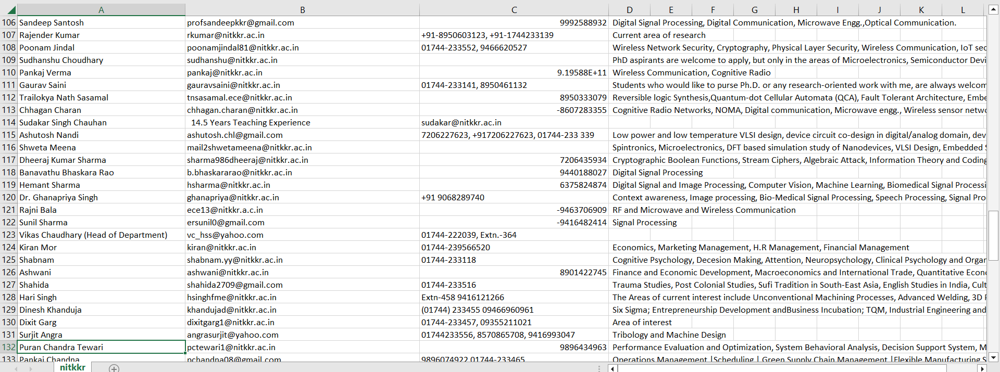 A B C D E F G H I J K L
106 Sandeep Santosh profsandeepkkr@gmail.com 9992588932 Digital Signal Processing, Digital Communication, Microwave Engg.,Optical Communication.
107 Rajender Kumar rkumar@nitkkr.ac.in +91-8950603123, +91-1744233139 Current area of research
108 Poonam Jindal poonamjindal81@nitkkr.ac.in 01744-233552, 9466620527 Wireless Network Security, Cryptography, Physical Layer Security, Wireless Communication, IoT sec
109 Sudhanshu Choudhary sudhanshu@nitkkr.ac.in PhD aspirants are welcome to apply, but only in the areas of Microelectronics, Semiconductor Devi
110 Pankaj Verma pankaj@nitkkr.ac.in 9.19588E+11 Wireless Communication, Cognitive Radio
111 Gaurav Saini gauravsaini@nitkkr.ac.in 01744-233141, 8950461132 Students who would like to purse Ph.D. or any research-oriented work with me, are always welcom
112 Trailokya Nath Sasamal tnsasamal.ece@nitkkr.ac.in 8950333079 Reversible logic Synthesis,Quantum-dot Cellular Automata (QCA), Fault Tolerant Architecture, Embe
113 Chhagan Charan chhagan.charan@nitkkr.ac.in -8607283355 Cognitive Radio Networks, NOMA, Digital communication, Microwave engg., Wireless sensor netwo
114 Sudakar Singh Chauhan 14.5 Years Teaching Experience sudakar@nitkkr.ac.in
115 Ashutosh Nandi ashutosh.chl@gmail.com 7206227623, +917206227623, 01744-233 339 Low power and low temperature VLSI design, device circuit co-design in digital/analog domain, dev
116 Shweta Meena mail2shwetameena@nitkkr.ac.in Spintronics, Microelectronics, DFT based simulation study of Nanodevices, VLSI Design, Embedded S
117 Dheeraj Kumar Sharma sharma986dheeraj@nitkkr.ac.in 7206435934 Cryptographic Boolean Functions, Stream Ciphers, Algebraic Attack, Information Theory and Coding
118 Banavathu Bhaskara Rao b.bhaskararao@nitkkr.ac.in 9440188027 Digital Signal Processing
119 Hemant Sharma hsharma@nitkkr.ac.in 6375824874 Digital Signal and Image Processing, Computer Vision, Machine Learning, Biomedical Signal Processi
120 Dr. Ghanapriya Singh ghanapriya@nitkkr.ac.in +91 9068289740 Context awareness, Image processing, Bio-Medical Signal Processing, Speech Processing, Signal Pro
121 Rajni Bala ece13@nitkkr.a.c.in -9463706909 RF and Microwave and Wireless Communication
122 Sunil Sharma ersunil0@gmail.com -9416482414 Signal Processing
123 Vikas Chaudhary (Head of Department) vc_hss@yahoo.com 01744-222039, Extn.-364
124 Kiran Mor kiran@nitkkr.ac.in 01744-239566520 Economics, Marketing Management, H.R Management, Financial Management
125 Shabnam shabnam.yy@nitkkr.ac.in 01744-233118 Cognitive Psychology, Decesion Making, Attention, Neuropsychology, Clinical Psychology and Organ
126 Ashwani ashwani@nitkkr.ac.in 8901422745 Finance and Economic Development, Macroeconomics and International Trade, Quantitative Econo
127 Shahida shahida2709@gmail.com 01744-233516 Trauma Studies, Post Colonial Studies, Sufi Tradition in South-East Asia, English Studies in India, Cult
128 Hari Singh hsinghfme@nitkkr.ac.in Extn-458 9416121266 The Areas of current interest include Unconventional Machining Processes, Advanced Welding, 3D P
129 Dinesh Khanduja khandujad@nitkkr.ac.in (01744) 233455 09466960961 Six Sigma; Entrepreneurship Development andBusiness Incubation; TQM, Industrial Engineering and
130 Dixit Garg dixitgarg1@nitkkr.ac.in 01744-233457, 09355211021 Area of interest
131 Surjit Angra angrasurjit@yahoo.com 01744233556, 8570865708, 9416993047 Tribology and Machine Design
132 Puran Chandra Tewari pctewari1@nitkkr.ac.in 9896434963 Performance Evaluation and Optimization, System Behavioral Analysis, Decision Support System, M
133 Pankaj Chandna pchandna08@gmail.com 9896074922 01744-233465 Operations Management |Scheduling | Green Supply Chain Management |Flexible Manufacturing S
nitkkr